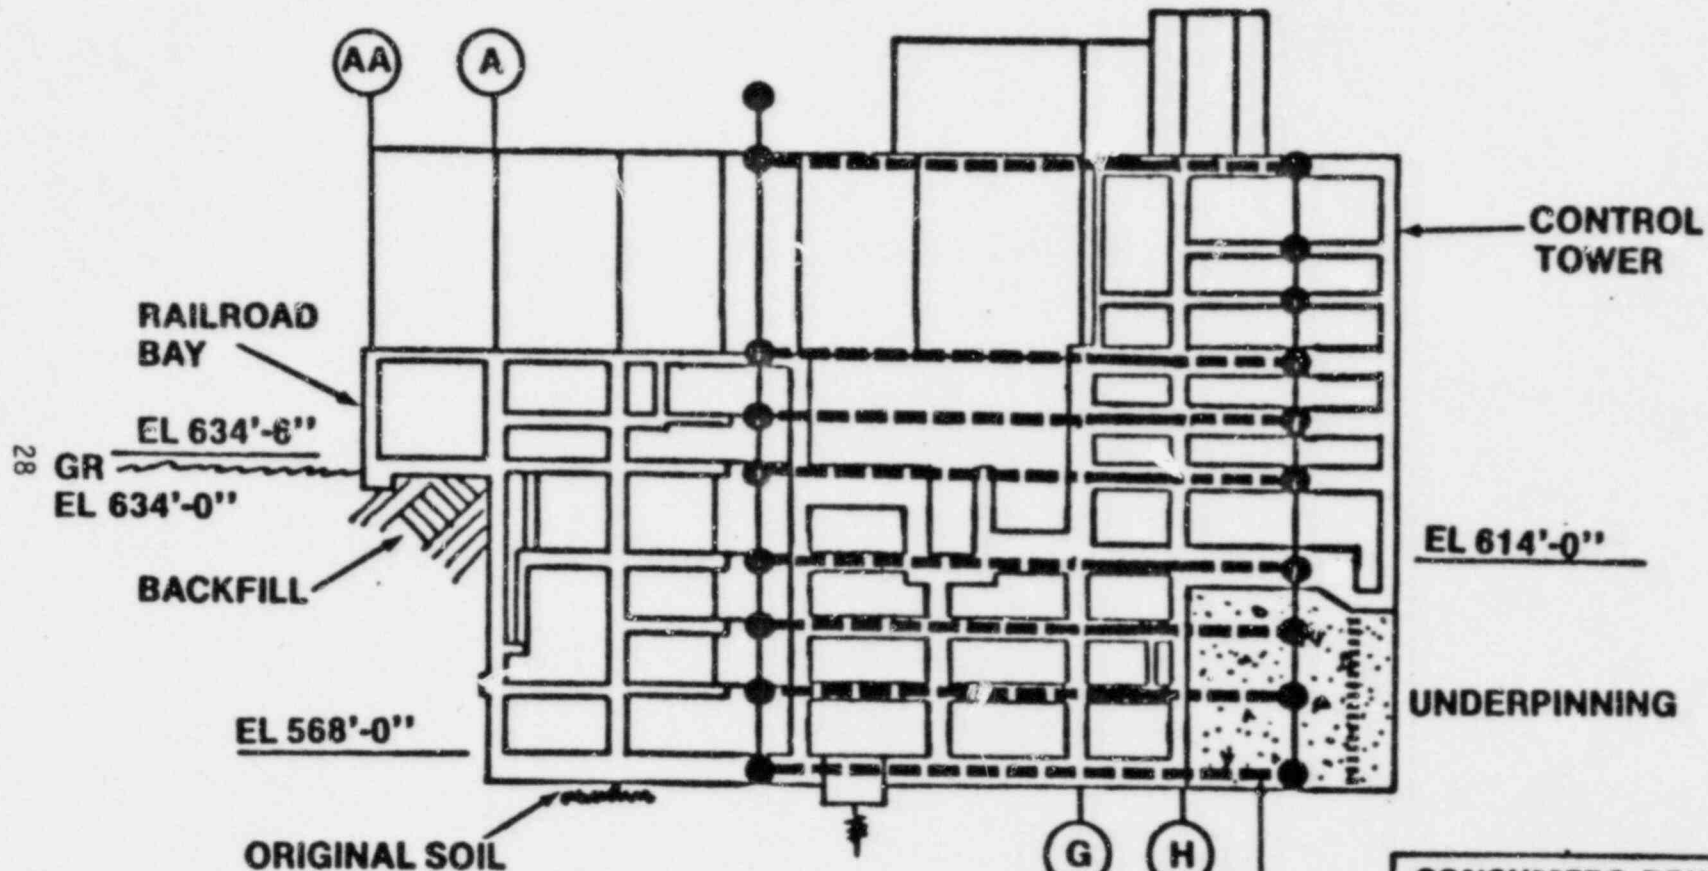 AA
A
CONTROL
TOWER
RAILROAD
BAY
EL 634'-6"
28
GR
EL 634'-0"
BACKFILL
EL 614'-0"
UNDERPINNING
EL 568'-0"
ORIGINAL SOIL
G
H